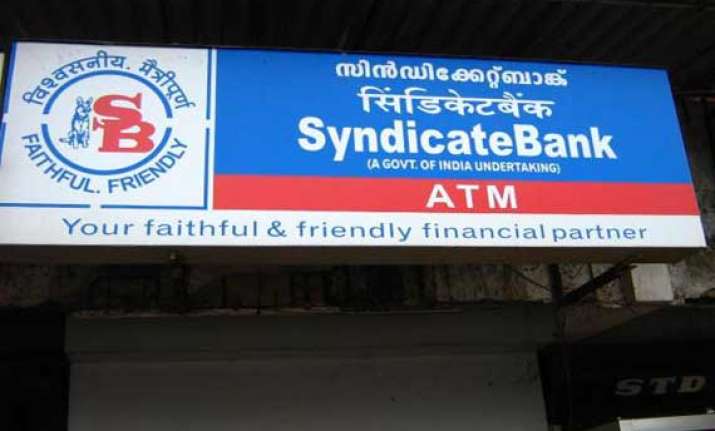 विश्वसनीय. मैत्रीपूर्ण
SB
FAITHFUL. FRIENDLY
സിൻഡിക്കേറ്റ്ബാങ്ക്
सिंडिकेटबैंक
SyndicateBank
(A GOVT. OF INDIA UNDERTAKING)
ATM
Your faithful & friendly financial partner
STD